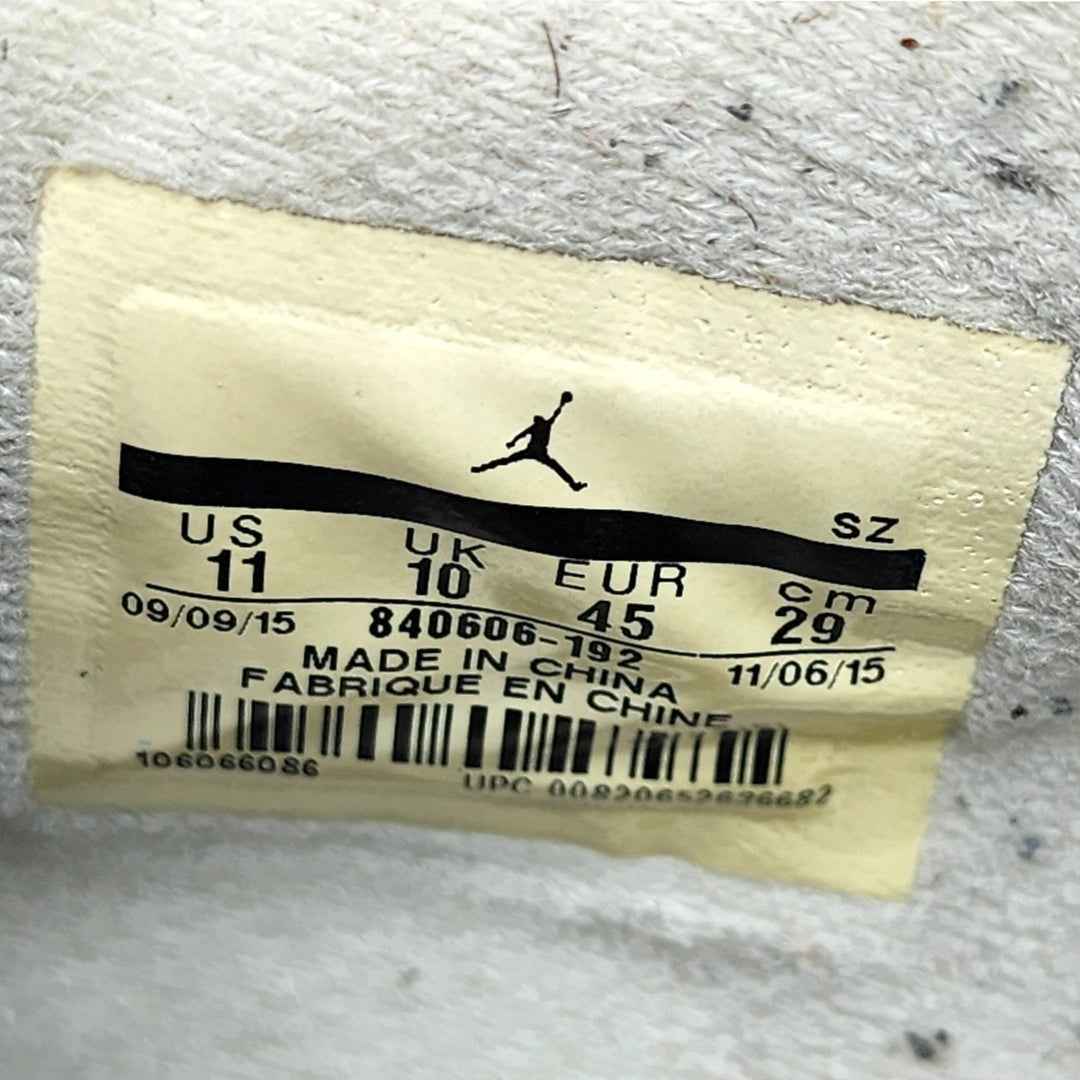 SZ
US UK EUR cm
11 10 45 29
09/09/15 840606-192 11/06/15
MADE IN CHINA
FABRIQUE EN CHINE
106066086
UPC